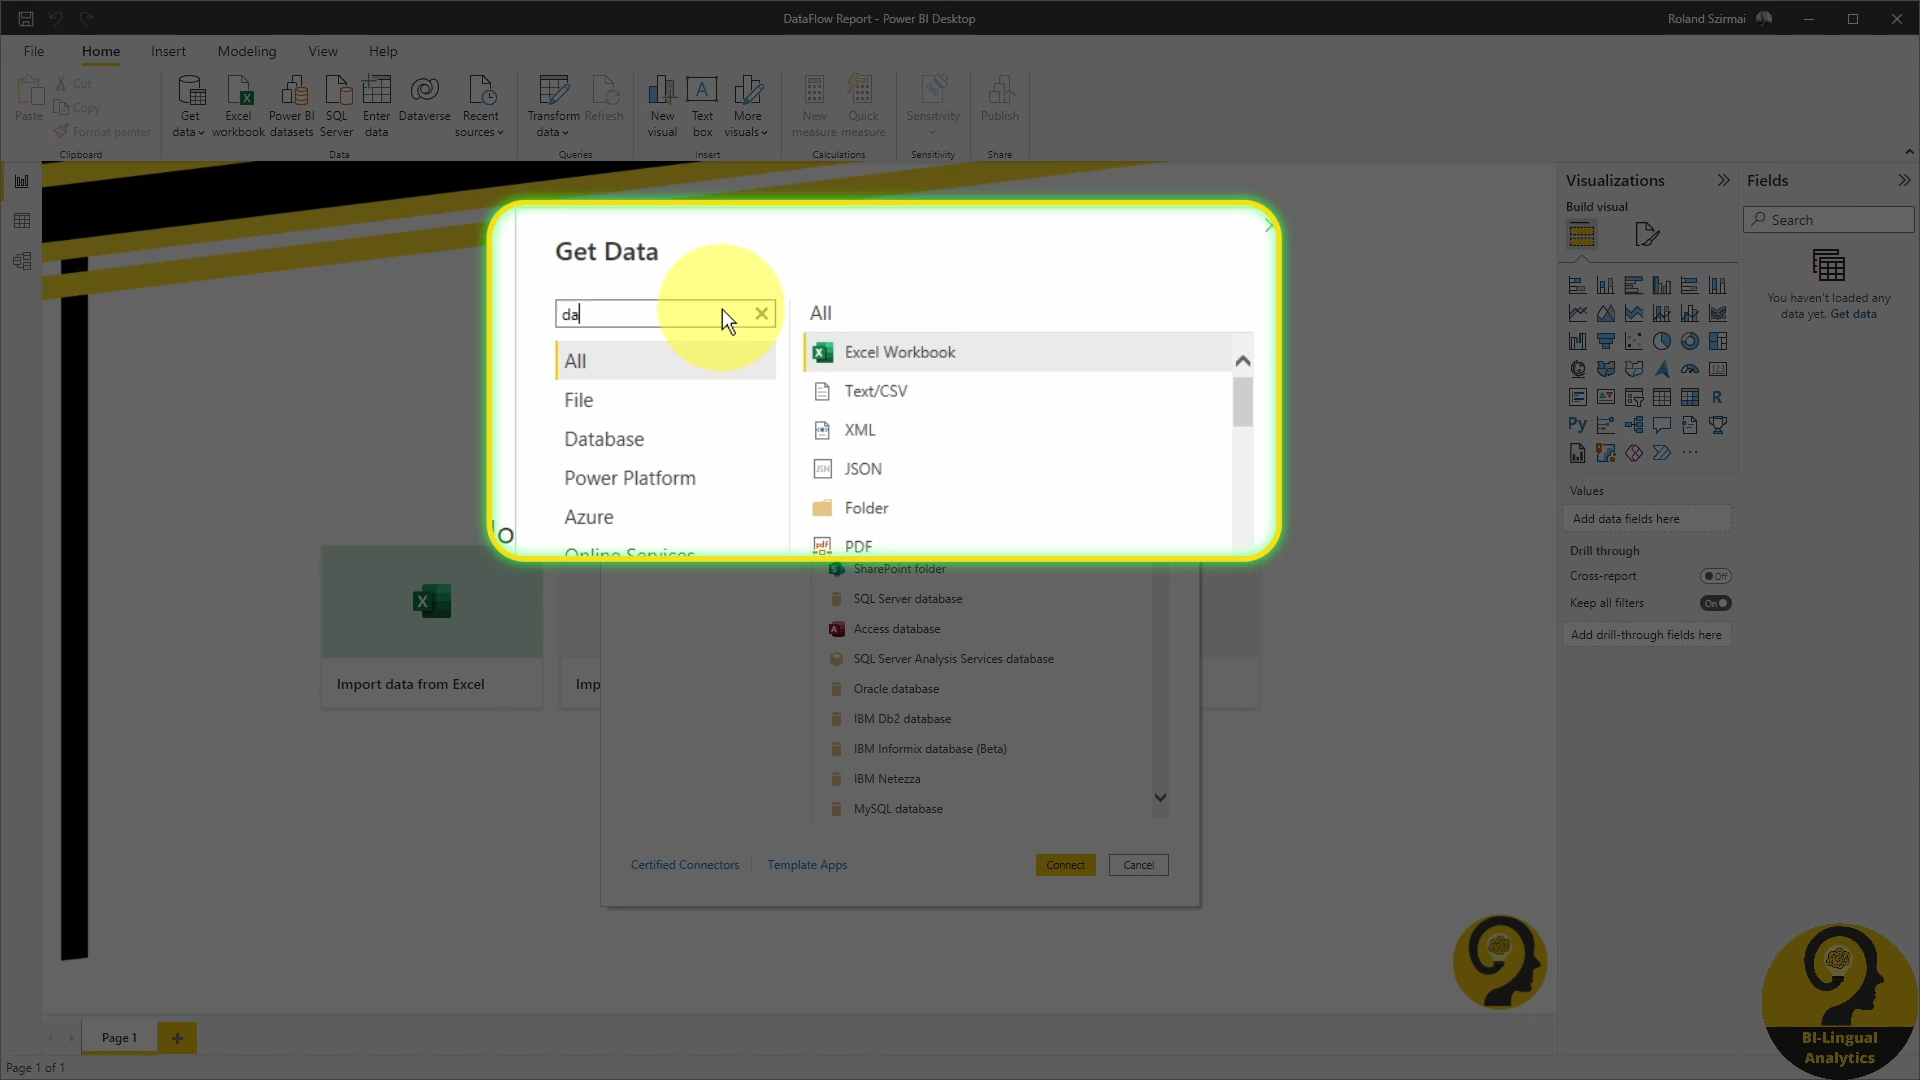 DataFlow Report - Power BI Desktop
Roland Szirmai
File
Home
Insert
Modeling
View
Help
Paste
Cut
Copy
Format painter
Clipboard
Get
data
Excel
workbook
Power BI
datasets
SQL
Server
Enter
data
Dataverse
Recent
sources
Data
Transform
data
Refresh
Queries
New
visual
Text
box
More
visuals
Insert
New
measure
Quick
measure
Calculations
Sensitivity
Sensitivity
Publish
Share
Visualizations
Build visual
Fields
Search
You haven't loaded any
data yet. Get data
Get Data
da
All
File
Database
Power Platform
Azure
Online Services
All
Excel Workbook
Text/CSV
XML
JSON
Folder
PDF
SharePoint folder
SQL Server database
Access database
SQL Server Analysis Services database
Oracle database
IBM Db2 database
IBM Informix database (Beta)
IBM Netezza
MySQL database
Certified Connectors
Template Apps
Connect
Cancel
Import data from Excel
Imp
R
Py
Values
Add data fields here
Drill through
Cross-report
Off
Keep all filters
On
Add drill-through fields here
Page 1
Page 1 of 1
BI-Lingual
Analytics